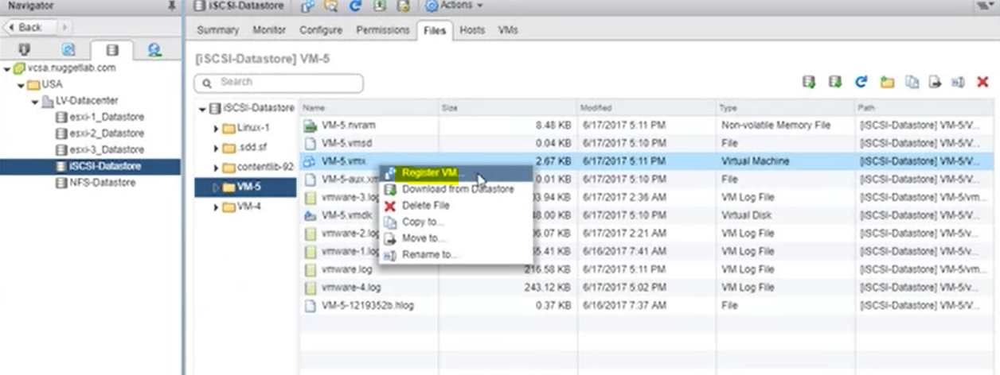 Navigator
iSCSI-Datastore Actions
Back
Summary Monitor Configure Permissions Files Hosts VMs
vcsa.nuggetlab.com
USA
LV-Datacenter
esxi-1_Datastore
esxi-2_Datastore
esxi-3_Datastore
iSCSI-Datastore
NFS-Datastore
[iSCSI-Datastore] VM-5
Search
iSCSI-Datastore
Linux-1
.sdd.sf
contentlib-92
VM-5
VM-4
Name Size Modified Type Path
VM-5.nvram 8.48 KB 6/17/2017 5:11 PM Non-volatile Memory File [iSCSI-Datastore] VM-5/V...
VM-5.vmsd 0.04 KB 6/17/2017 5:10 PM File [iSCSI-Datastore] VM-5/V...
VM-5.vmx 2.67 KB 6/17/2017 5:11 PM Virtual Machine [iSCSI-Datastore] VM-5/V...
VM-5-aux.xm 0.01 KB 6/17/2017 5:10 PM File [iSCSI-Datastore] VM-5/V...
vmware-3.log 03.94 KB 6/17/2017 2:36 AM VM Log File [iSCSI-Datastore] VM-5/vm...
VM-5.vmdk 48.00 KB 6/17/2017 5:10 PM Virtual Disk [iSCSI-Datastore] VM-5/V...
vmware-2.log 06.07 KB 6/17/2017 2:21 AM VM Log File [iSCSI-Datastore] VM-5/v...
vmware-1.log 65.41 KB 6/16/2017 7:41 AM VM Log File [iSCSI-Datastore] VM-5/v...
vmware.log 216.58 KB 6/17/2017 5:11 PM VM Log File [iSCSI-Datastore] VM-5/vm...
vmware-4.log 243.12 KB 6/17/2017 5:02 PM VM Log File [iSCSI-Datastore] VM-5/v...
VM-5-1219352b.hlog 0.37 KB 6/16/2017 7:37 AM File [iSCSI-Datastore] VM-5/V...
Register VM...
Download from Datastore
Delete File
Copy to...
Move to...
Rename to...